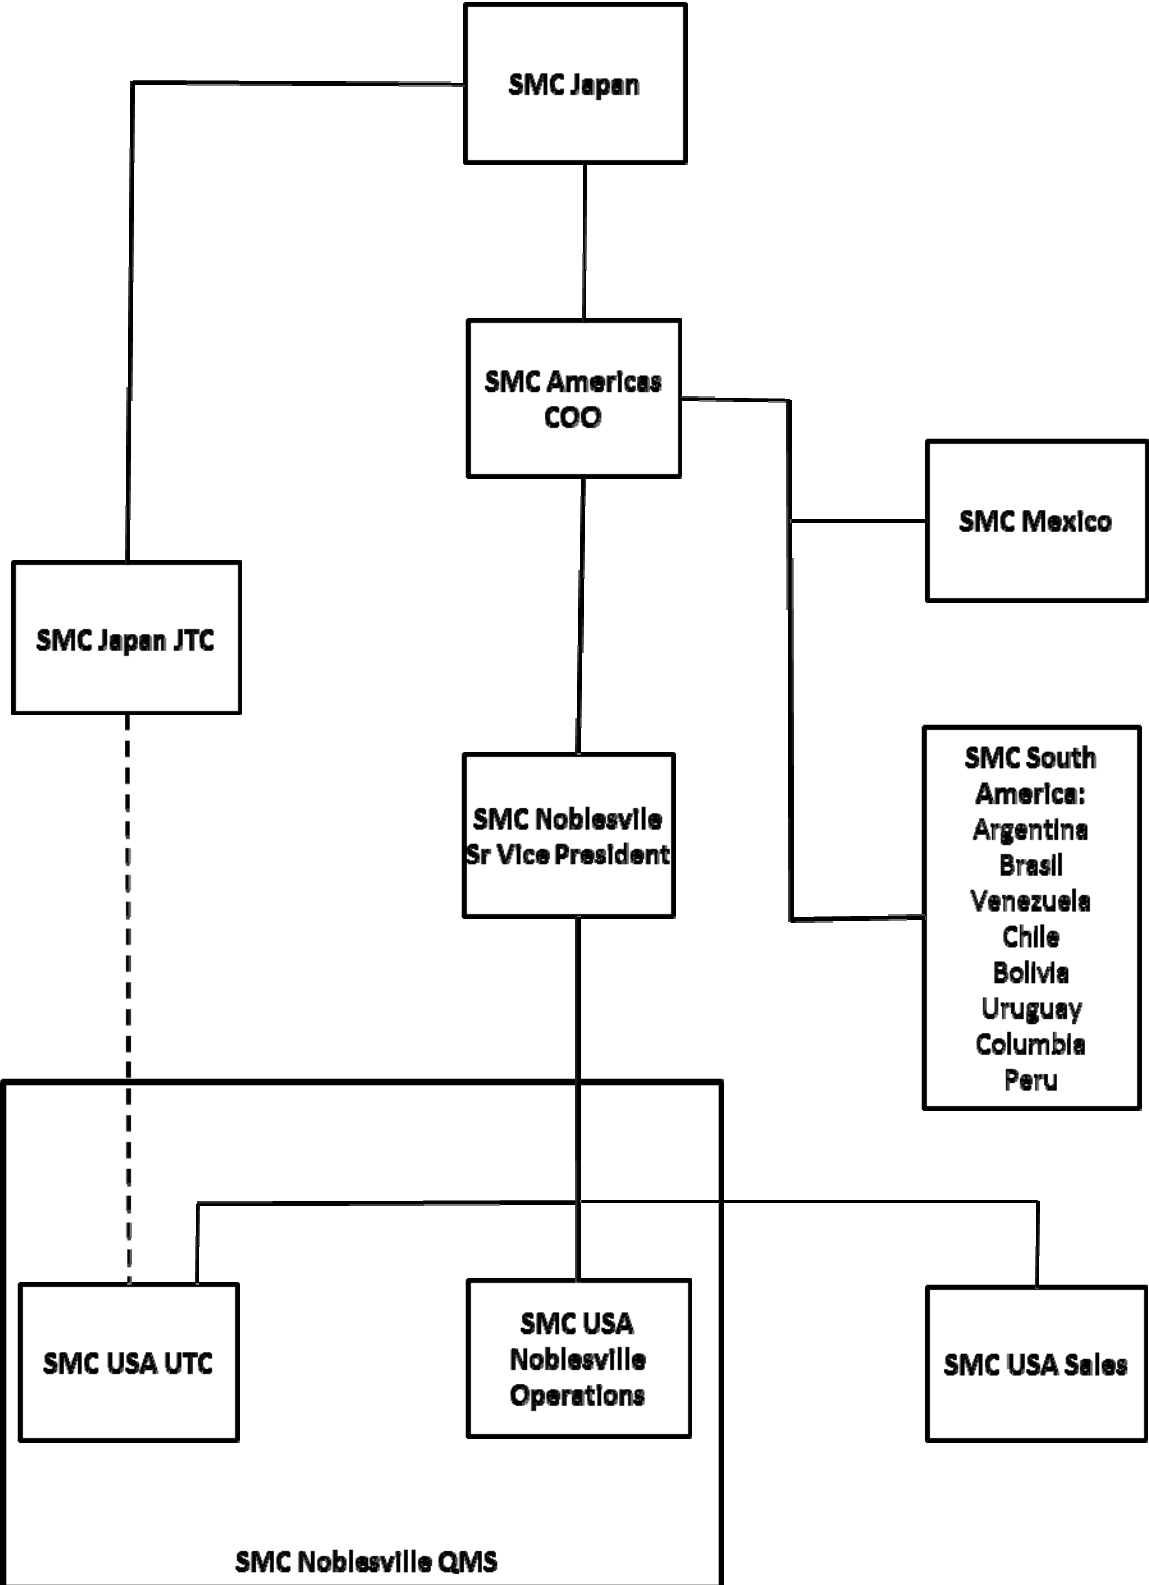 SMC Japan
SMC Americas
COO
SMC Mexico
SMC Japan JTC
SMC Noblesvile
Sr Vice President
SMC South
America:
Argentina
Brasil
Venezuela
Chile
Bolivia
Uruguay
Columbia
Peru
SMC USA UTC
SMC USA
Noblesville
Operations
SMC USA Sales
SMC Noblesville QMS